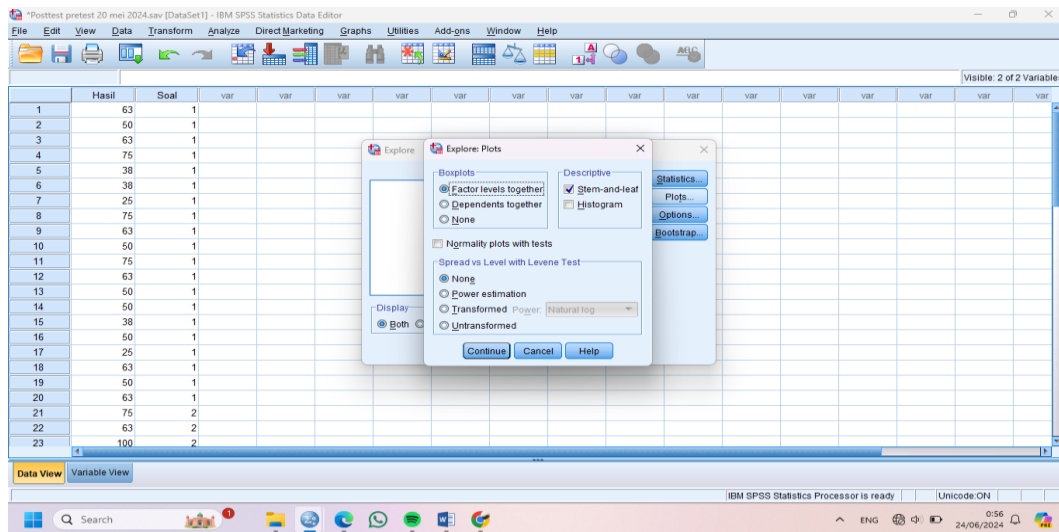 *Posttest pretest 20 mei 2024.sav [DataSet1] - IBM SPSS Statistics Data Editor
File Edit View Data Transform Analyze Direct Marketing Graphs Utilities Add-ons Window Help
Visible: 2 of 2 Variable
Hasil Soal var var var var var var var var var var var var var var var
1 63 1
2 50 1
3 63 1
4 75 1
5 38 1
6 38 1
7 25 1
8 75 1
9 63 1
10 50 1
11 75 1
12 63 1
13 50 1
14 50 1
15 38 1
16 50 1
17 25 1
18 63 1
19 50 1
20 63 1
21 75 2
22 63 2
23 100 2
Explore
Statistics...
Plots...
Options...
Bootstrap...
Display
Both
Explore: Plots
Boxplots
Factor levels together
Dependents together
None
Descriptive
Stem-and-leaf
Histogram
Normality plots with tests
Spread vs Level with Levene Test
None
Power estimation
Transformed Power: Natural log
Untransformed
Continue Cancel Help
Data View Variable View
IBM SPSS Statistics Processor is ready Unicode:ON
Search 1 ENG 0:56
24/06/2024